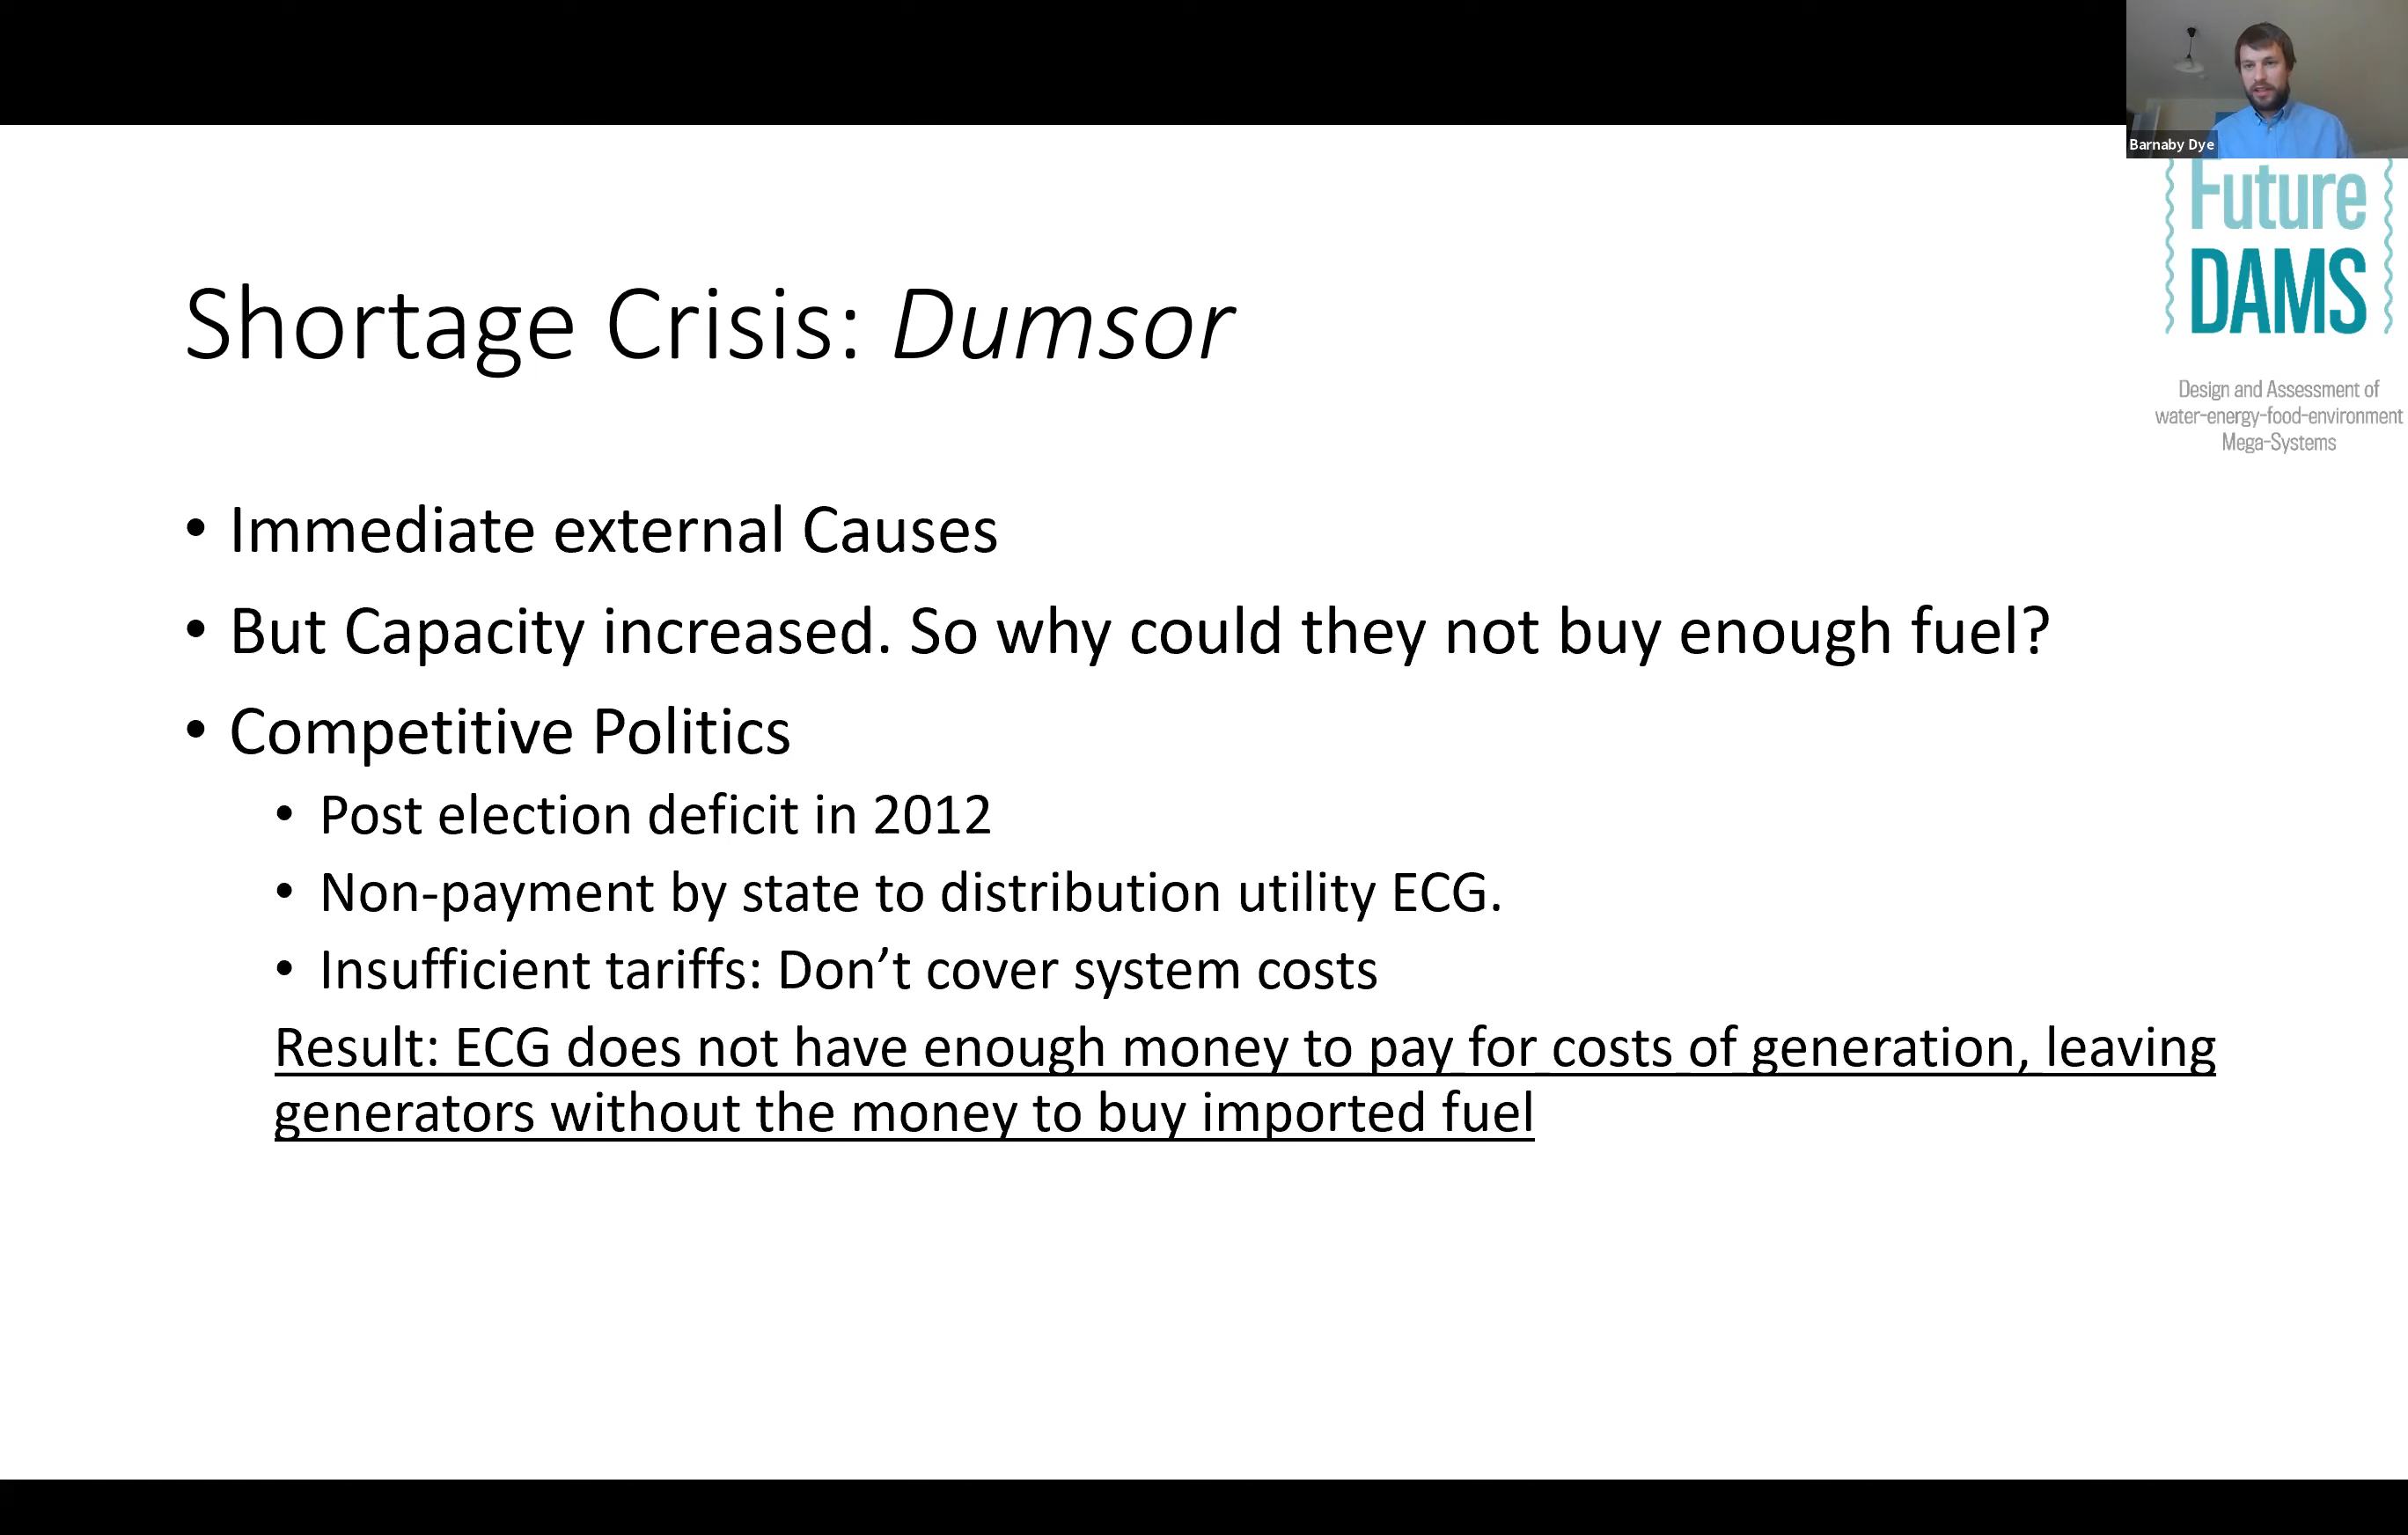 Barnaby Dye
Future
DAMS
Design and Assessment of
water-energy-food-environment
Mega-Systems
Shortage Crisis: Dumsor
• Immediate external Causes
• But Capacity increased. So why could they not buy enough fuel?
• Competitive Politics
• Post election deficit in 2012
• Non-payment by state to distribution utility ECG.
• Insufficient tariffs: Don’t cover system costs
Result: ECG does not have enough money to pay for costs of generation, leaving
generators without the money to buy imported fuel